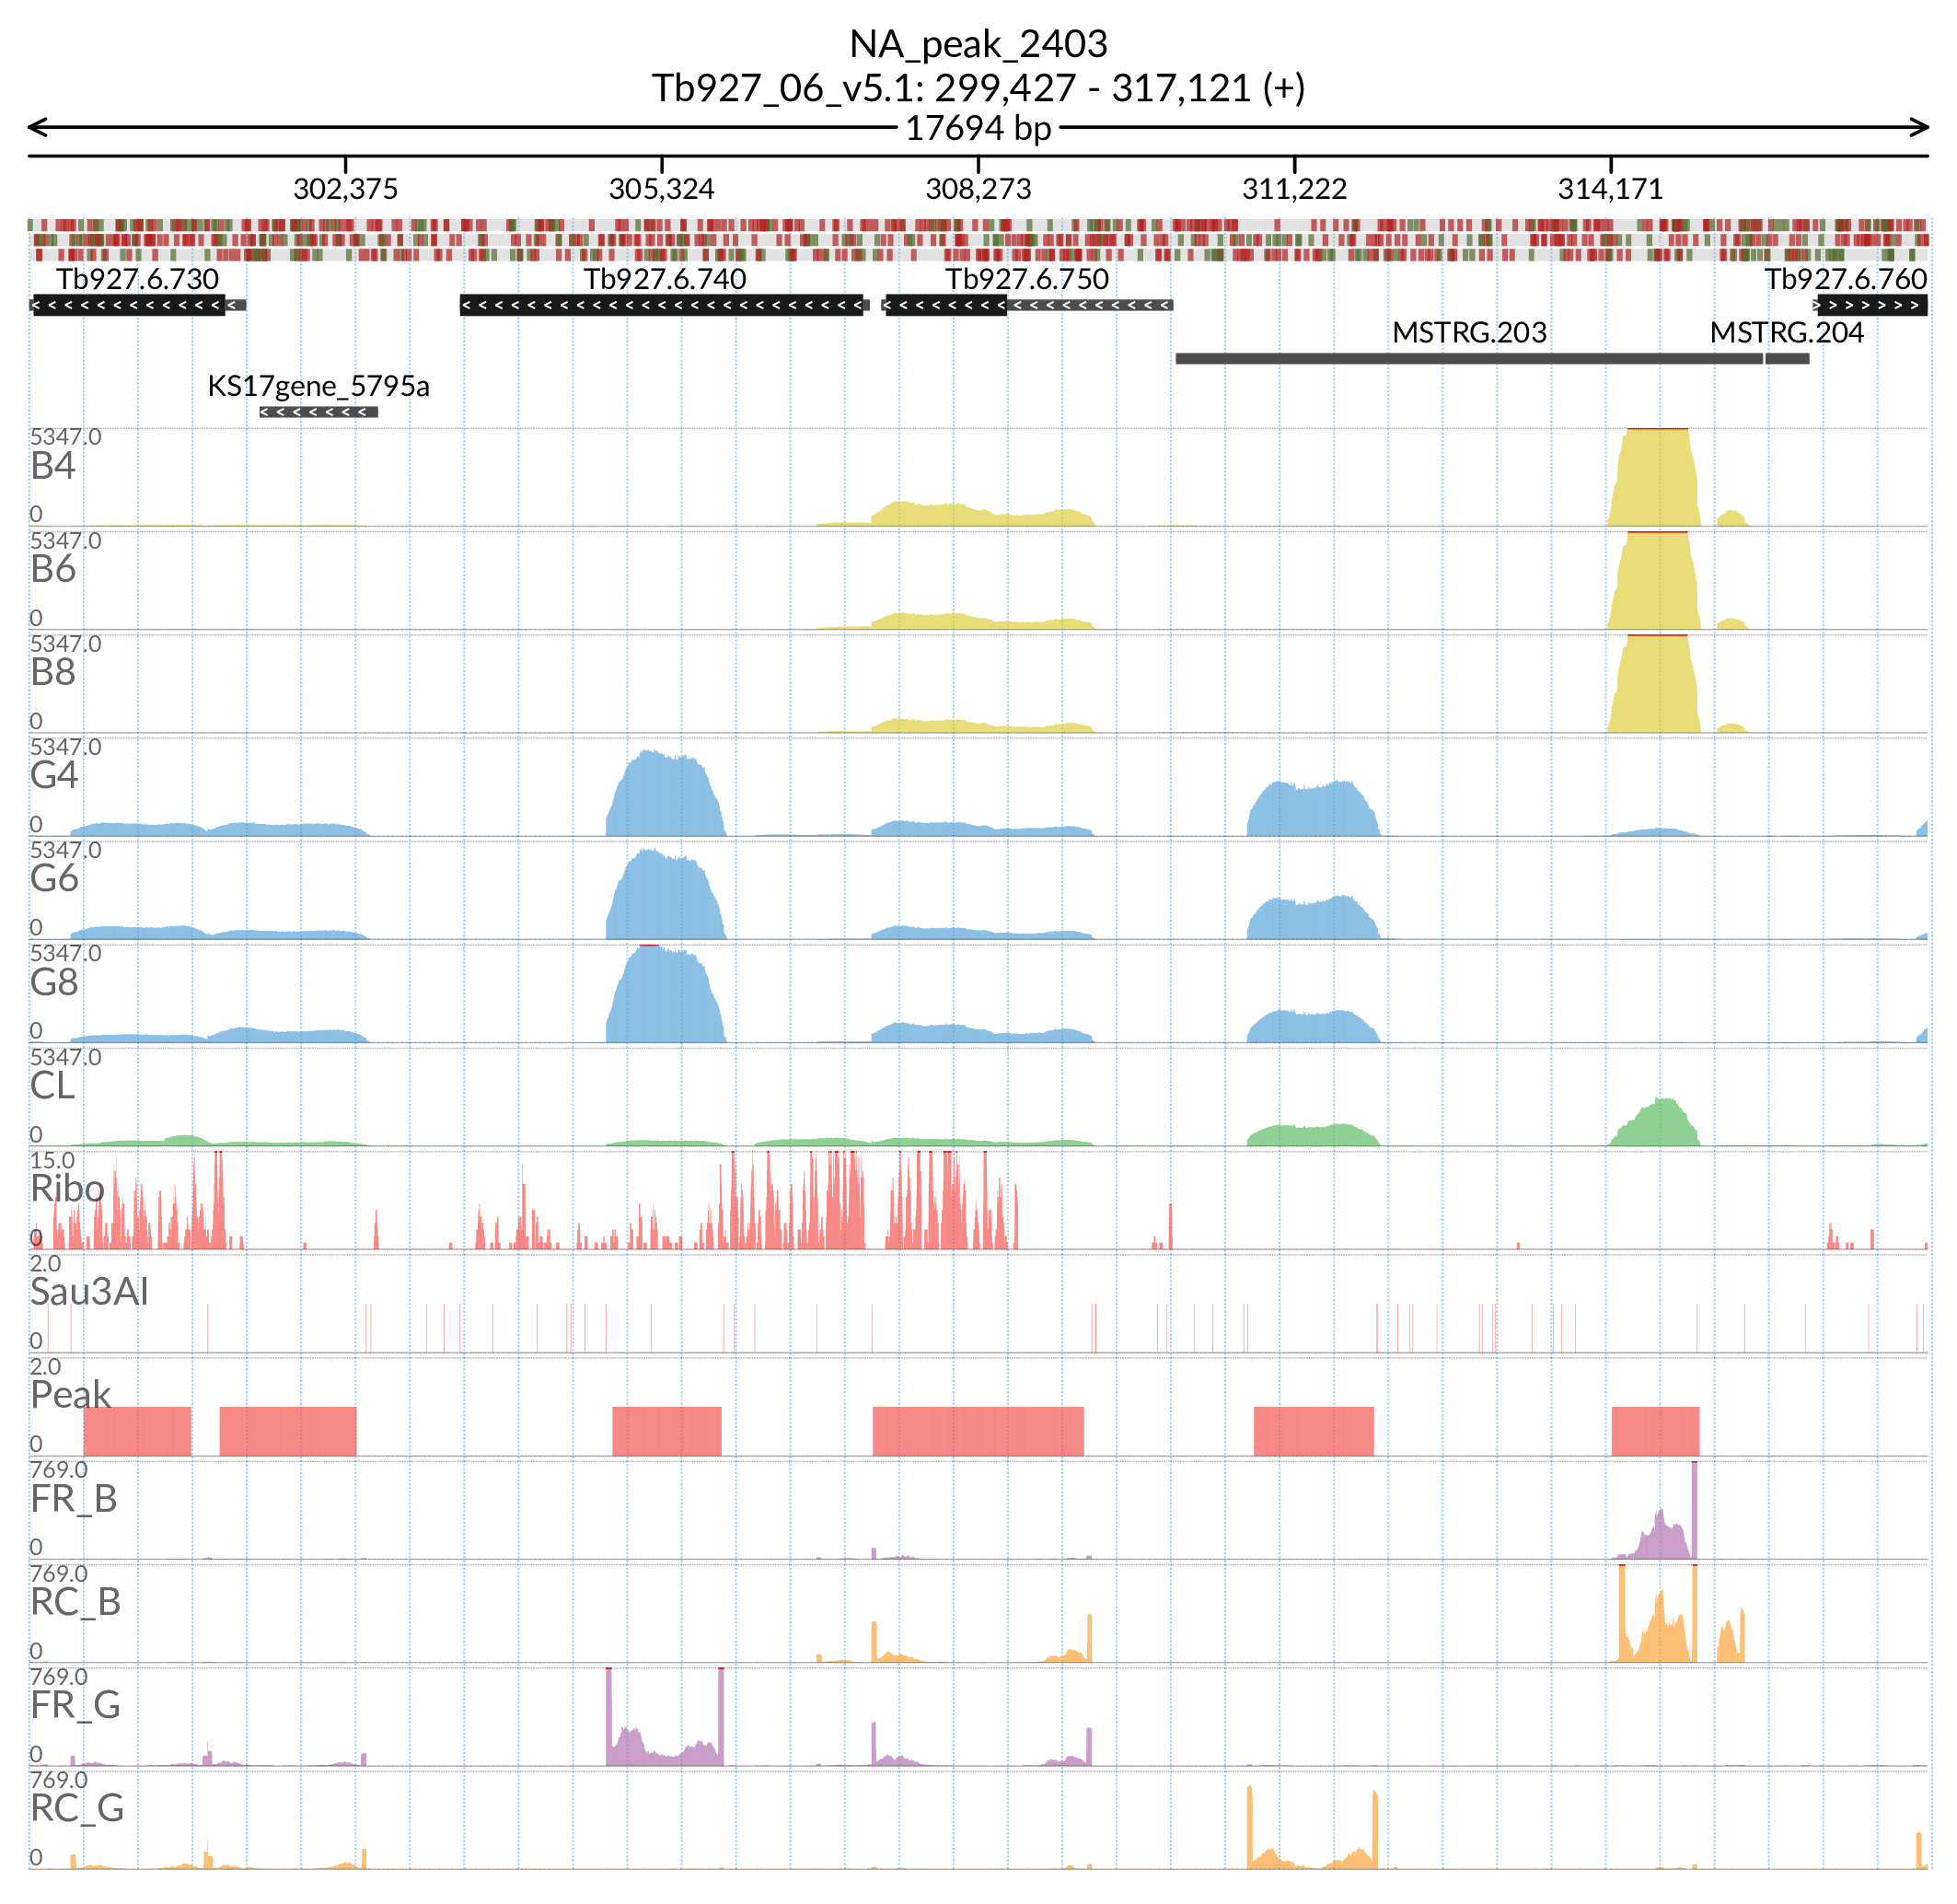 NA_peak_2403
Tb927_06_v5.1: 299,427 - 317,121 (+)
17694 bp
302,375 305,324 308,273 311,222 314,171
Tb927.6.730 Tb927.6.740 Tb927.6.750 Tb927.6.760
MSTRG.203 MSTRG.204
KS17gene_5795a
5347.0
B4
0
5347.0
B6
0
5347.0
B8
0
5347.0
G4
0
5347.0
G6
0
5347.0
G8
0
5347.0
CL
0
15.0
Ribo
0
2.0
Sau3AI
0
2.0
Peak
0
769.0
FR_B
0
769.0
RC_B
0
769.0
FR_G
0
769.0
RC_G
0